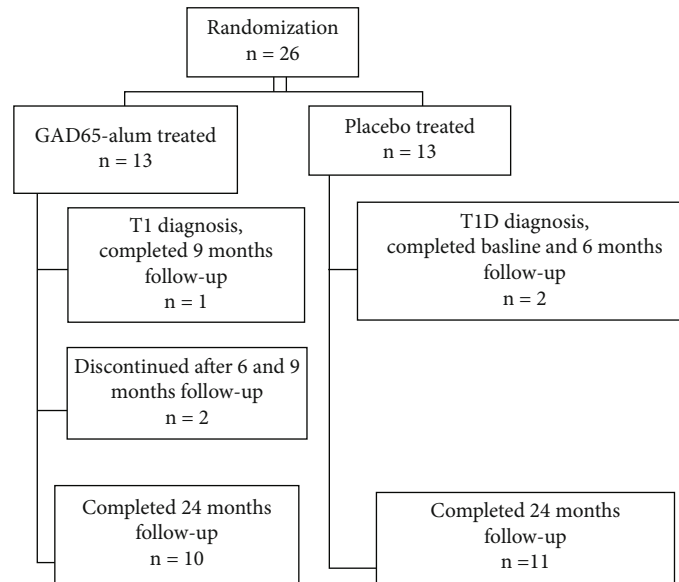 Randomization
n = 26
GAD65-alum treated
n = 13
Placebo treated
n = 13
T1 diagnosis,
completed 9 months
follow-up
n = 1
T1D diagnosis,
completed basline and 6 months
follow-up
n = 2
Discontinued after 6 and 9
months follow-up
n = 2
Completed 24 months
follow-up
n = 10
Completed 24 months
follow-up
n =11